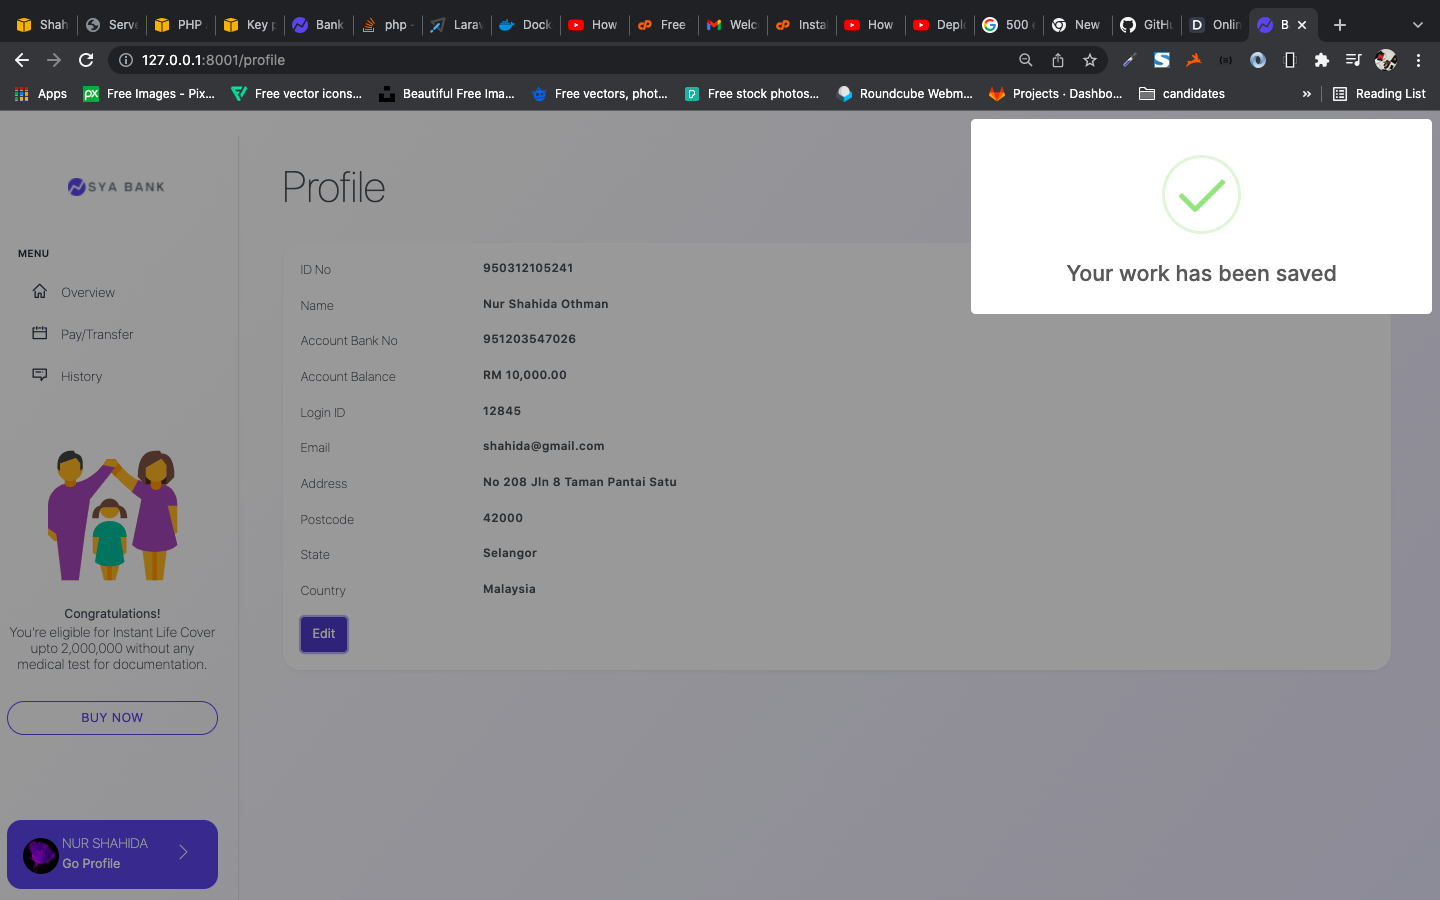 Shah
Serve
PHP
Key p
Bank
php -
Larav
Dock
How
Free
Welc
Instal
How
Deplo
500 e
New
GitHu
Onlin
B
127.0.0.1:8001/profile
Apps
Free Images - Pix...
Free vector icons...
Beautiful Free Ima...
Free vectors, phot...
Free stock photos...
Roundcube Webm...
Projects · Dashbo...
candidates
»
Reading List
SYA BANK
MENU
Overview
Pay/Transfer
History
Congratulations!
You're eligible for Instant Life Cover
upto 2,000,000 without any
medical test for documentation.
BUY NOW
NUR SHAHIDA
Go Profile
Profile
ID No 950312105241
Name Nur Shahida Othman
Account Bank No 951203547026
Account Balance RM 10,000.00
Login ID 12845
Email shahida@gmail.com
Address No 208 Jln 8 Taman Pantai Satu
Postcode 42000
State Selangor
Country Malaysia
Edit
Your work has been saved